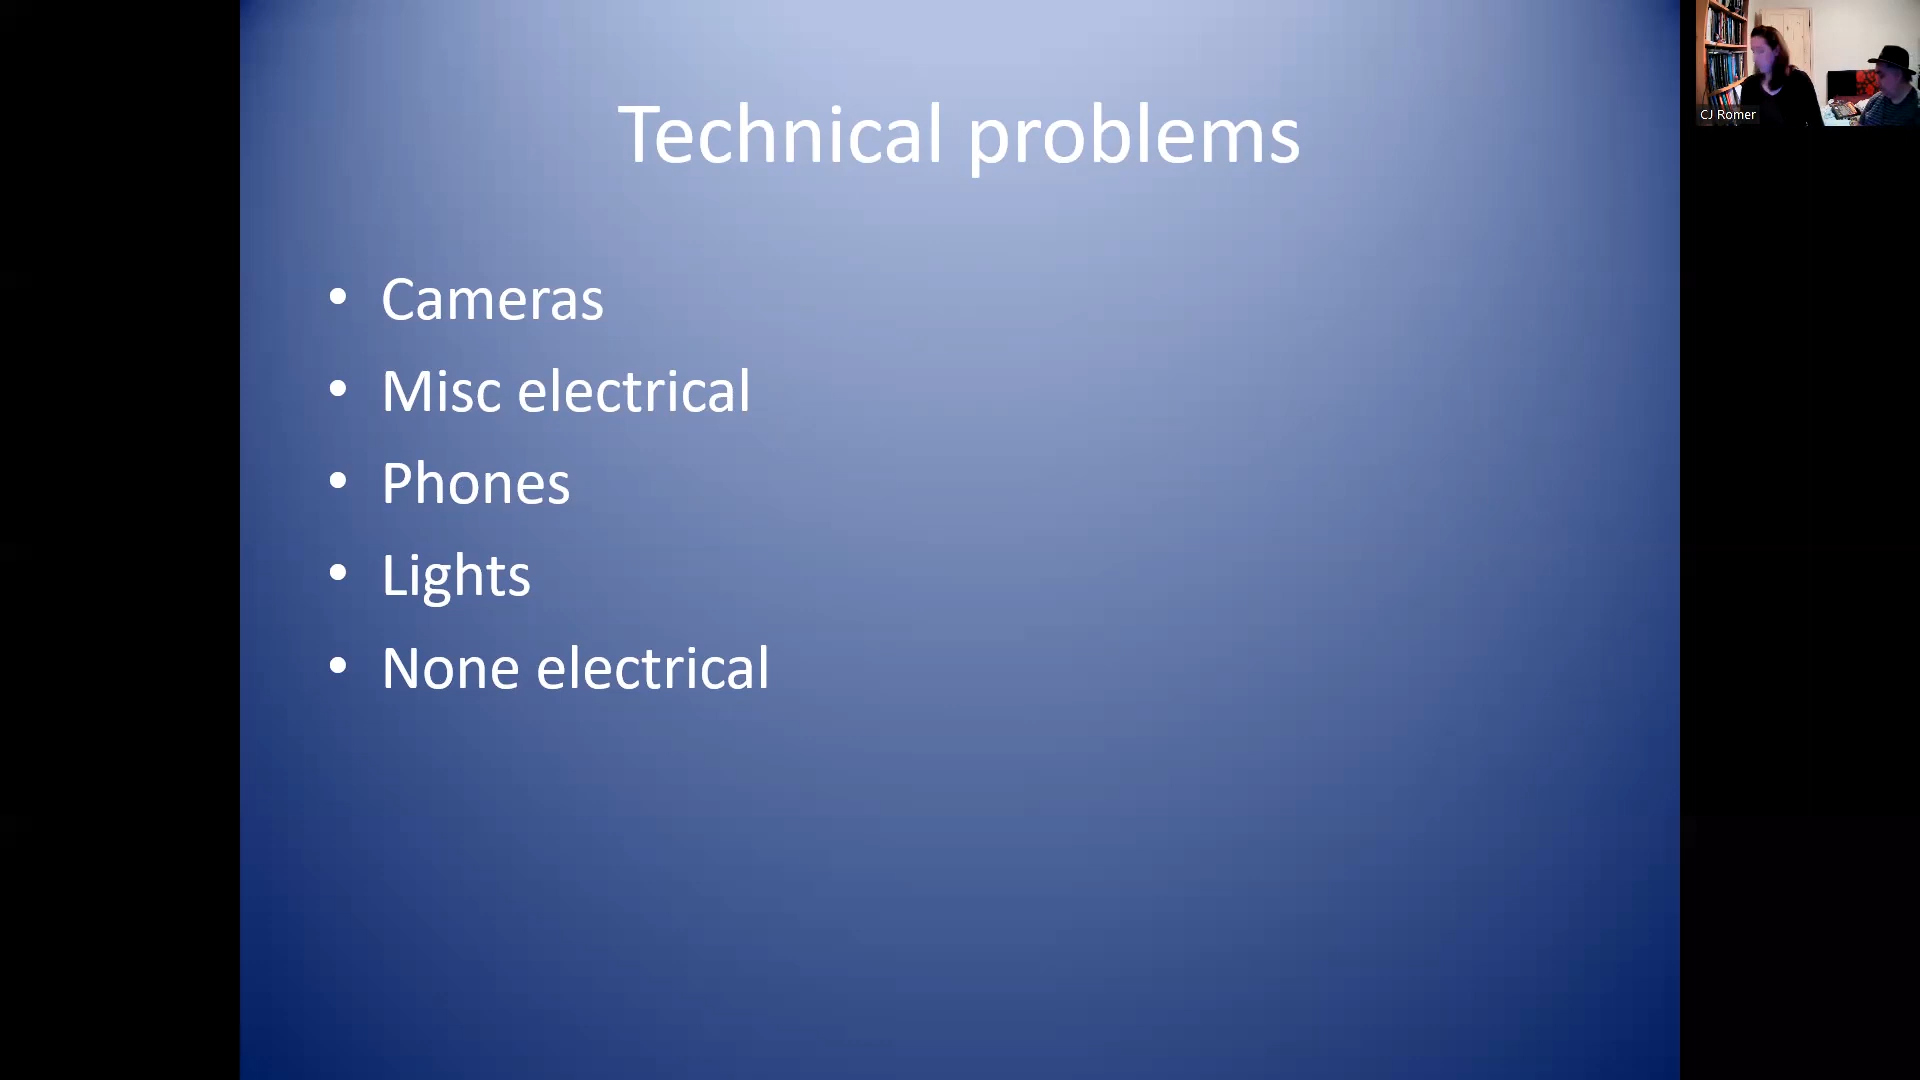 Technical problems
CJ Romer
• Cameras
• Misc electrical
• Phones
• Lights
• None electrical